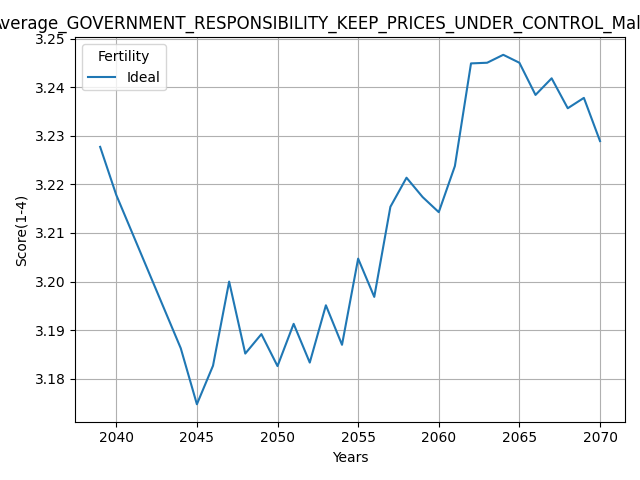 Average_GOVERNMENT_RESPONSIBILITY_KEEP_PRICES_UNDER_CONTROL_Mal
3.25
3.24
3.23
3.22
3.21
3.20
3.19
3.18
Score(1-4)
Fertility
Ideal
2040 2045 2050 2055 2060 2065 2070
Years